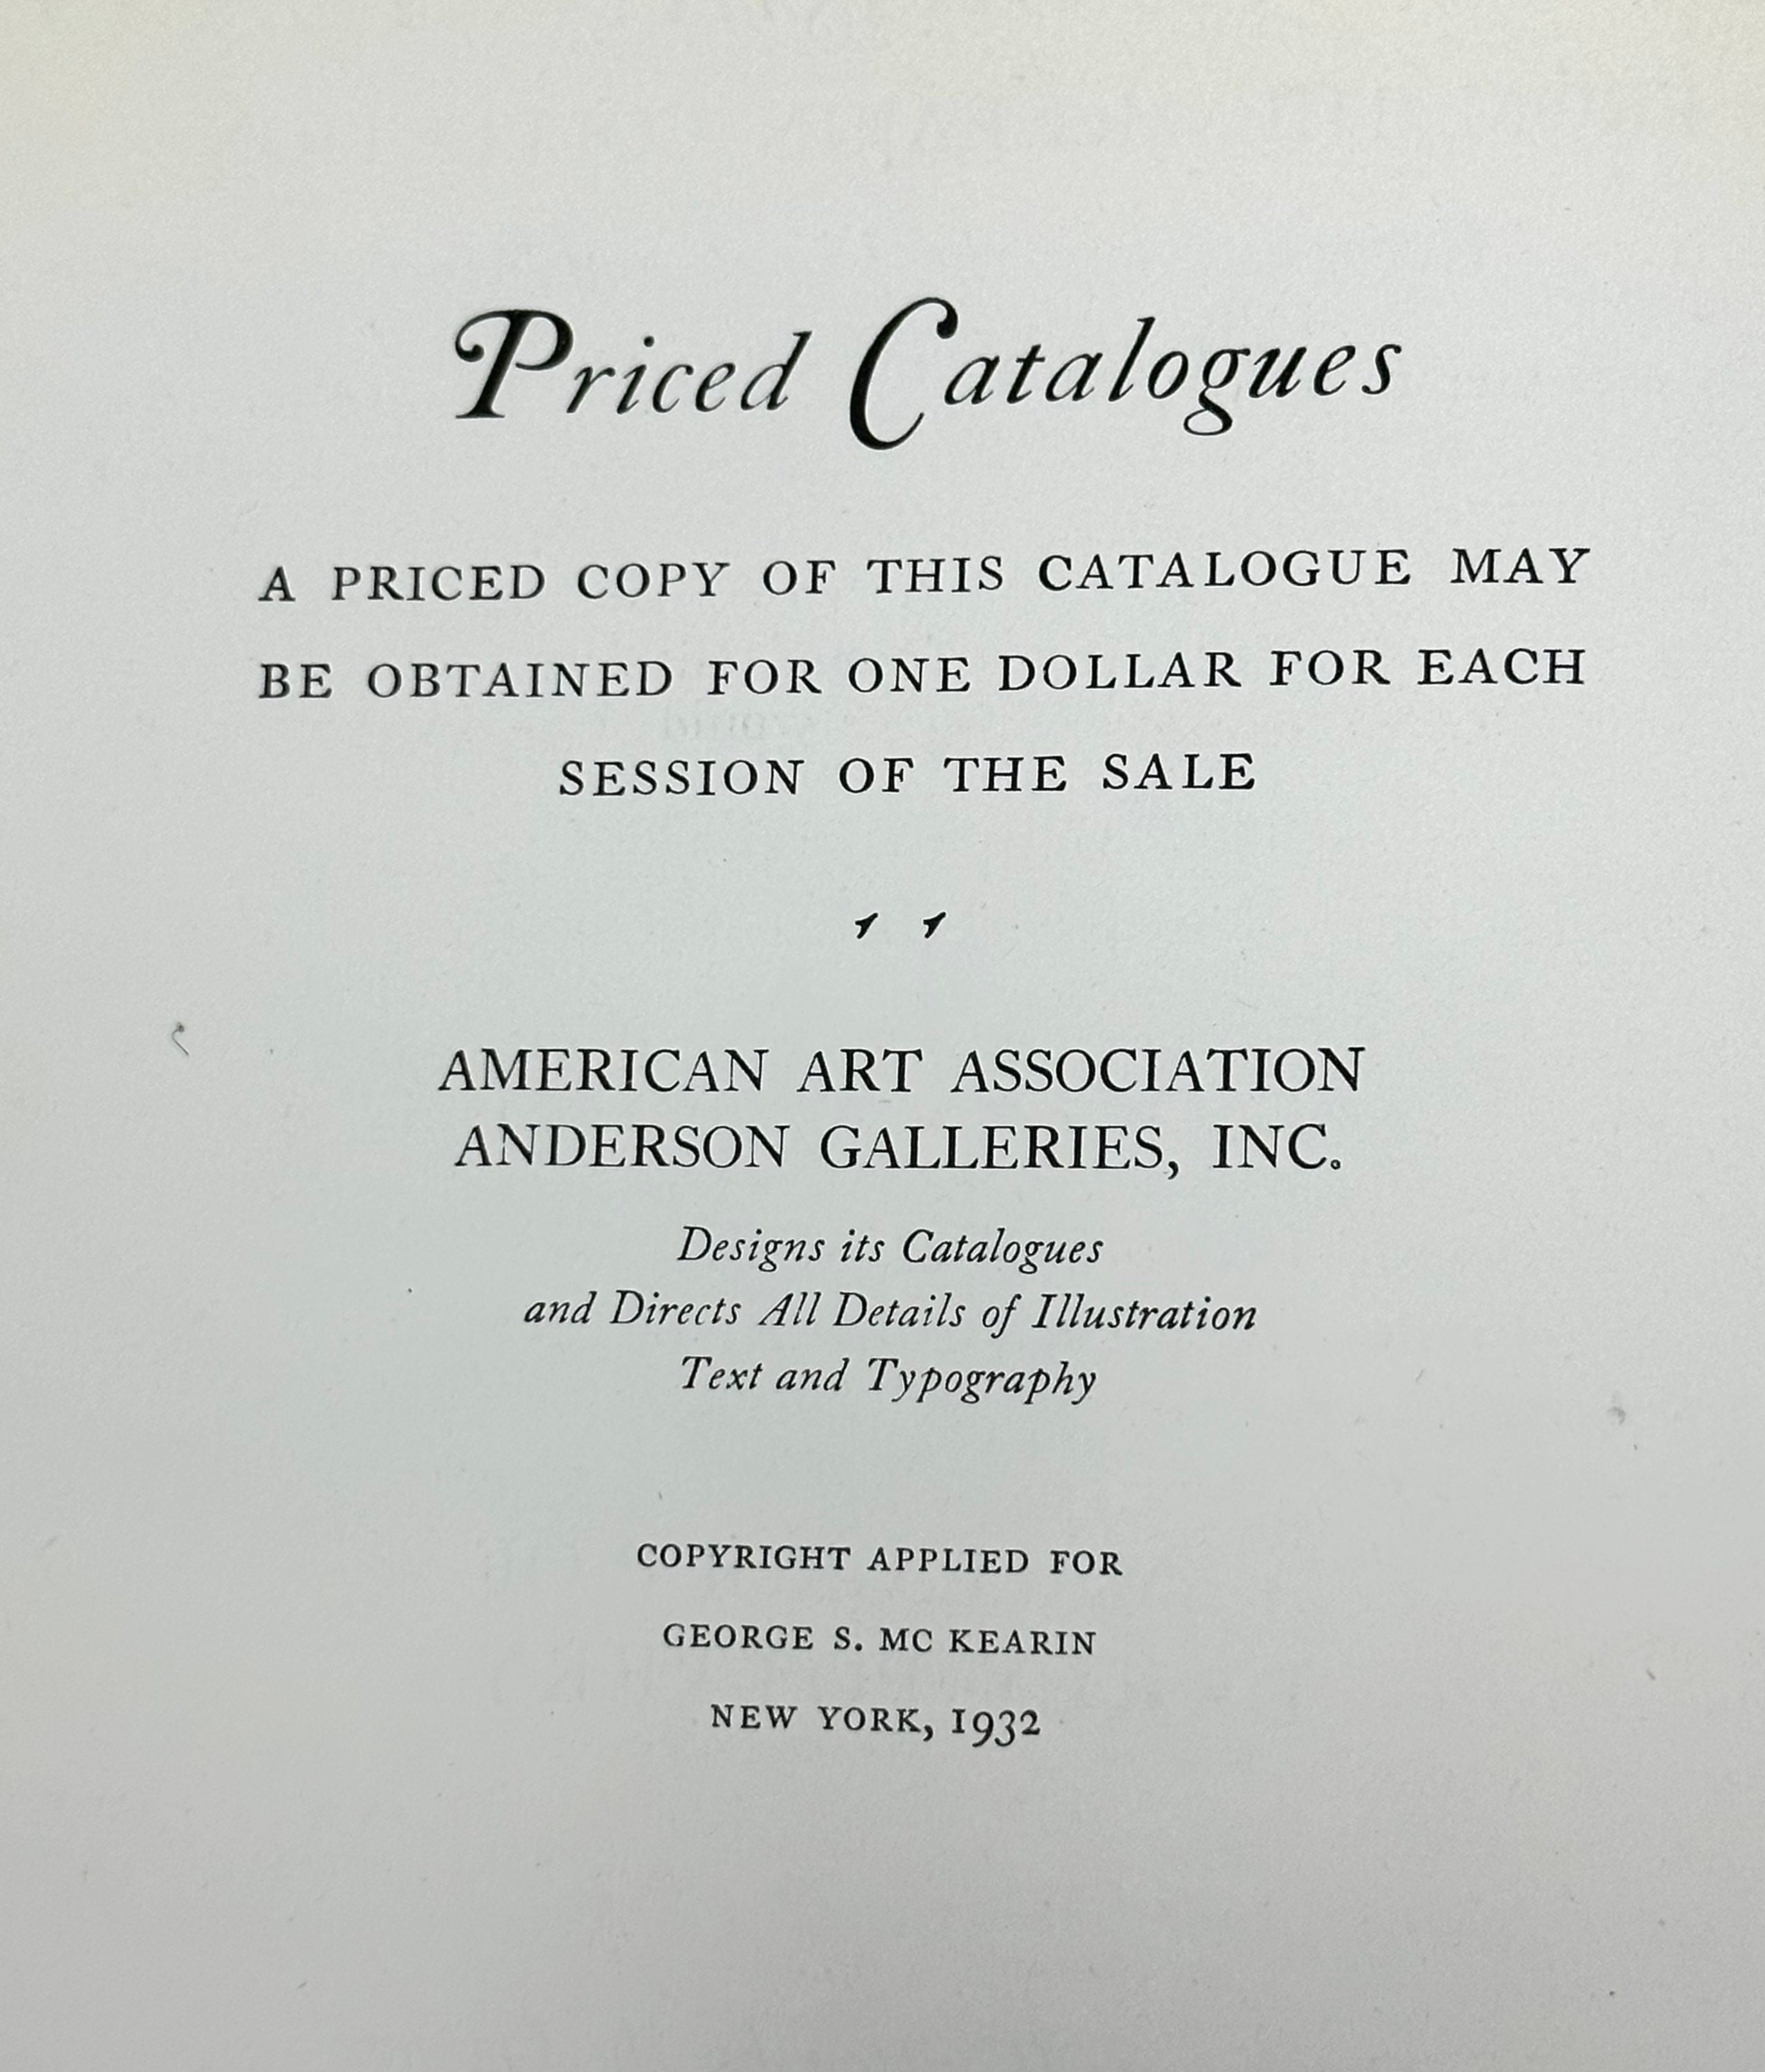 Priced Catalogues
A PRICED COPY OF THIS CATALOGUE MAY
BE OBTAINED FOR ONE DOLLAR FOR EACH
SESSION OF THE SALE
AMERICAN ART ASSOCIATION
ANDERSON GALLERIES, INC.
Designs its Catalogues
and Directs All Details of Illustration
Text and Typography
COPYRIGHT APPLIED FOR
GEORGE S. MC KEARIN
NEW YORK, 1932